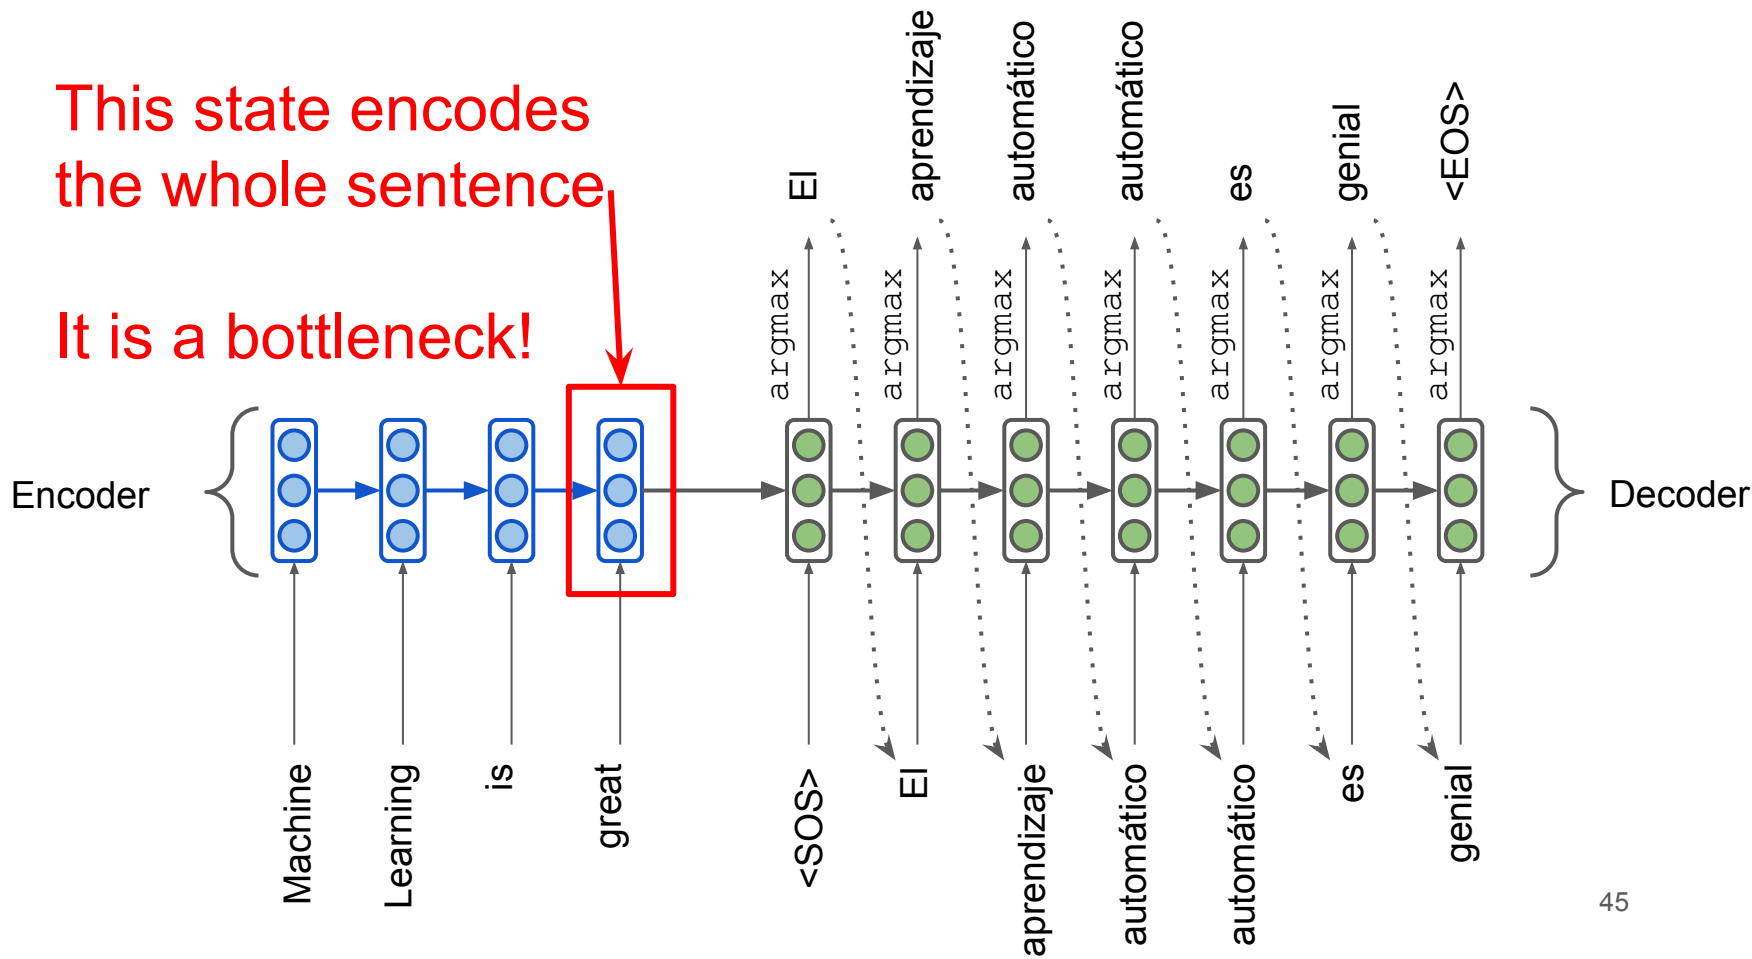 This state encodes
the whole sentence
It is a bottleneck!
El
aprendizaje
automático
automático
es
genial
<EOS>
argmax
argmax
argmax
argmax
argmax
argmax
argmax
Encoder
Decoder
Machine
Learning
is
great
<SOS>
El
aprendizaje
automático
automático
es
genial
45